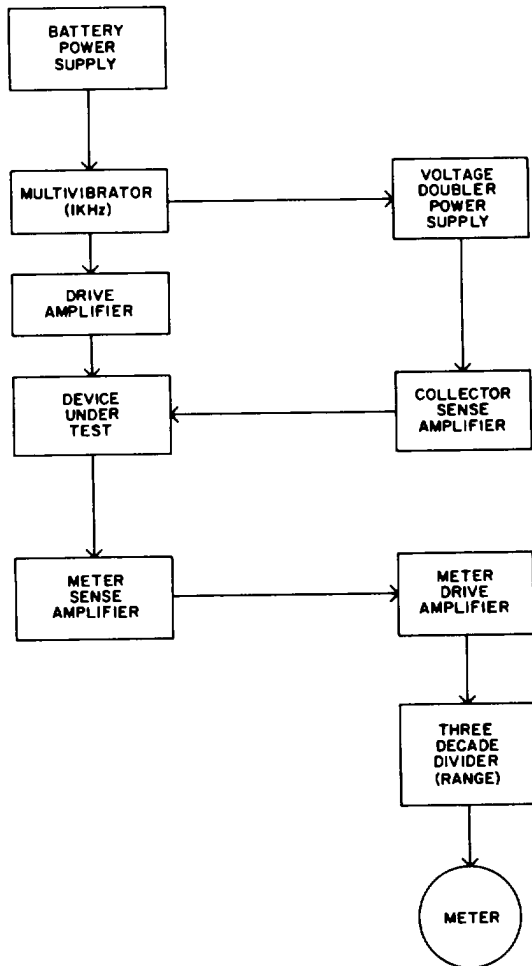 BATTERY
POWER
SUPPLY
MULTIVIBRATOR
(1KHz)
VOLTAGE
DOUBLER
POWER
SUPPLY
DRIVE
AMPLIFIER
DEVICE
UNDER
TEST
COLLECTOR
SENSE
AMPLIFIER
METER
SENSE
AMPLIFIER
METER
DRIVE
AMPLIFIER
THREE
DECADE
DIVIDER
(RANGE)
METER